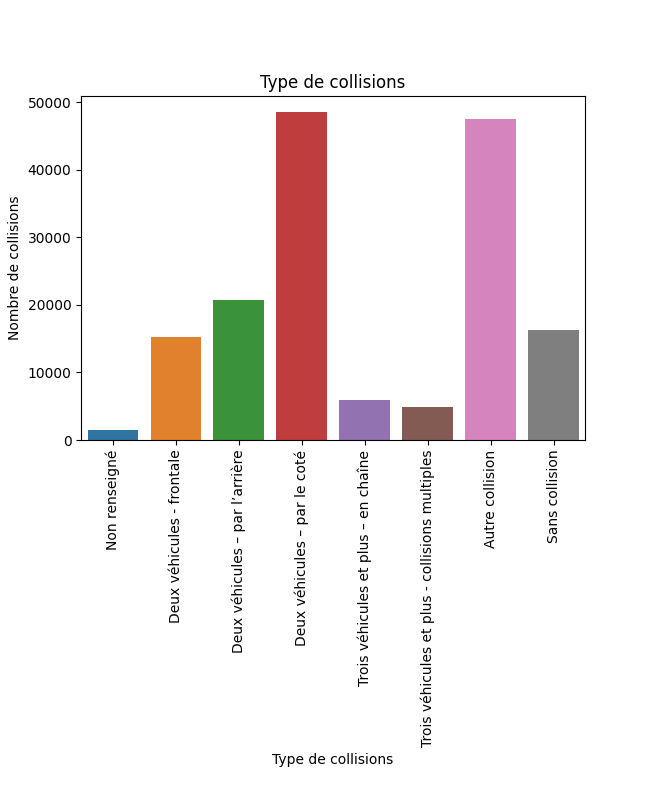 Type de collisions
Nombre de collisions
50000
40000
30000
20000
10000
0
Non renseigné
Deux véhicules - frontale
Deux véhicules – par l’arrière
Deux véhicules – par le coté
Trois véhicules et plus – en chaîne
Trois véhicules et plus - collisions multiples
Autre collision
Sans collision
Type de collisions